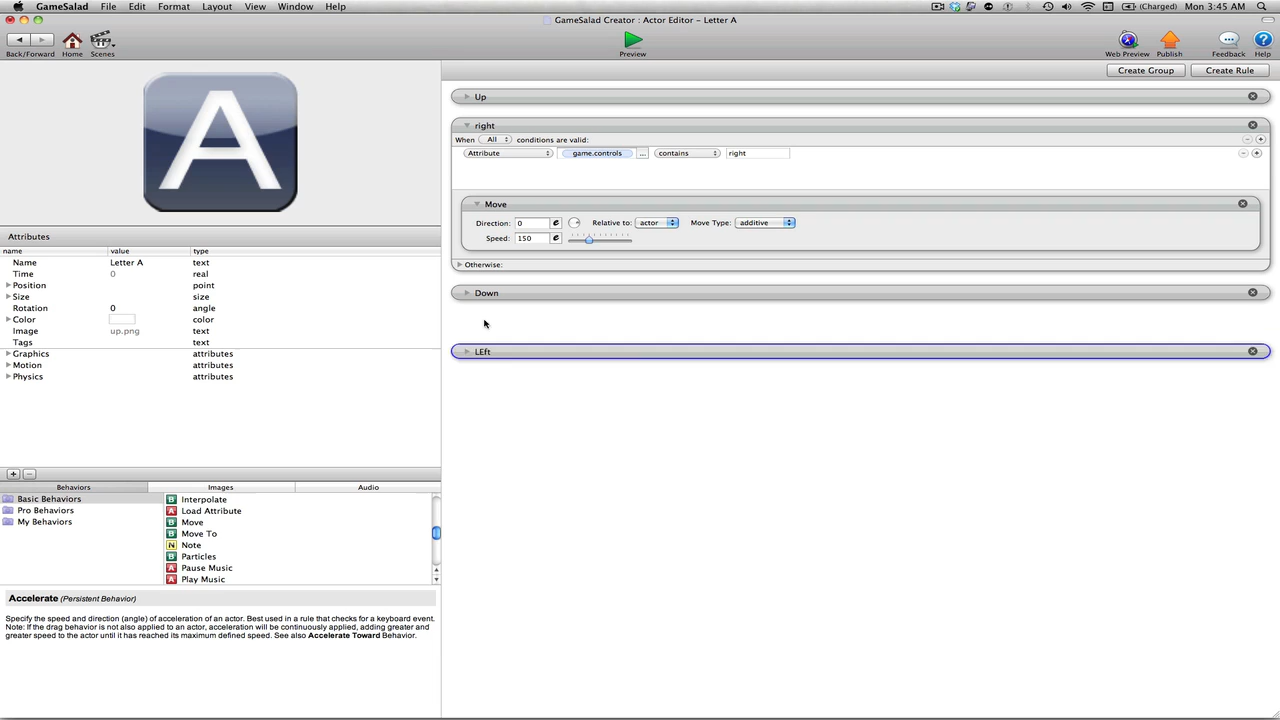 GameSalad File Edit Format Layout View Window Help (Charged) Mon 3:45 AM
GameSalad Creator : Actor Editor – Letter A
Back/Forward Home Scenes Preview Web Preview Publish Feedback Help
Create Group Create Rule
A
Up
right
When All conditions are valid:
Attribute game.controls ... contains right
Move
Direction: 0 e Relative to: actor Move Type: additive
Speed: 150 e
Otherwise:
Down
LEft
Attributes
name value type
Name Letter A text
Time 0 real
Position point
Size size
Rotation 0 angle
Color color
Image up.png text
Tags text
Graphics attributes
Motion attributes
Physics attributes
Behaviors Images Audio
Basic Behaviors
Pro Behaviors
My Behaviors
B Interpolate
A Load Attribute
B Move
B Move To
N Note
B Particles
A Pause Music
A Play Music
Accelerate (Persistent Behavior)
Specify the speed and direction (angle) of acceleration of an actor. Best used in a rule that checks for a keyboard event.
Note: If the drag behavior is not also applied to an actor, acceleration will be continuously applied, adding greater and
greater speed to the actor until it has reached its maximum defined speed. See also Accelerate Toward Behavior.